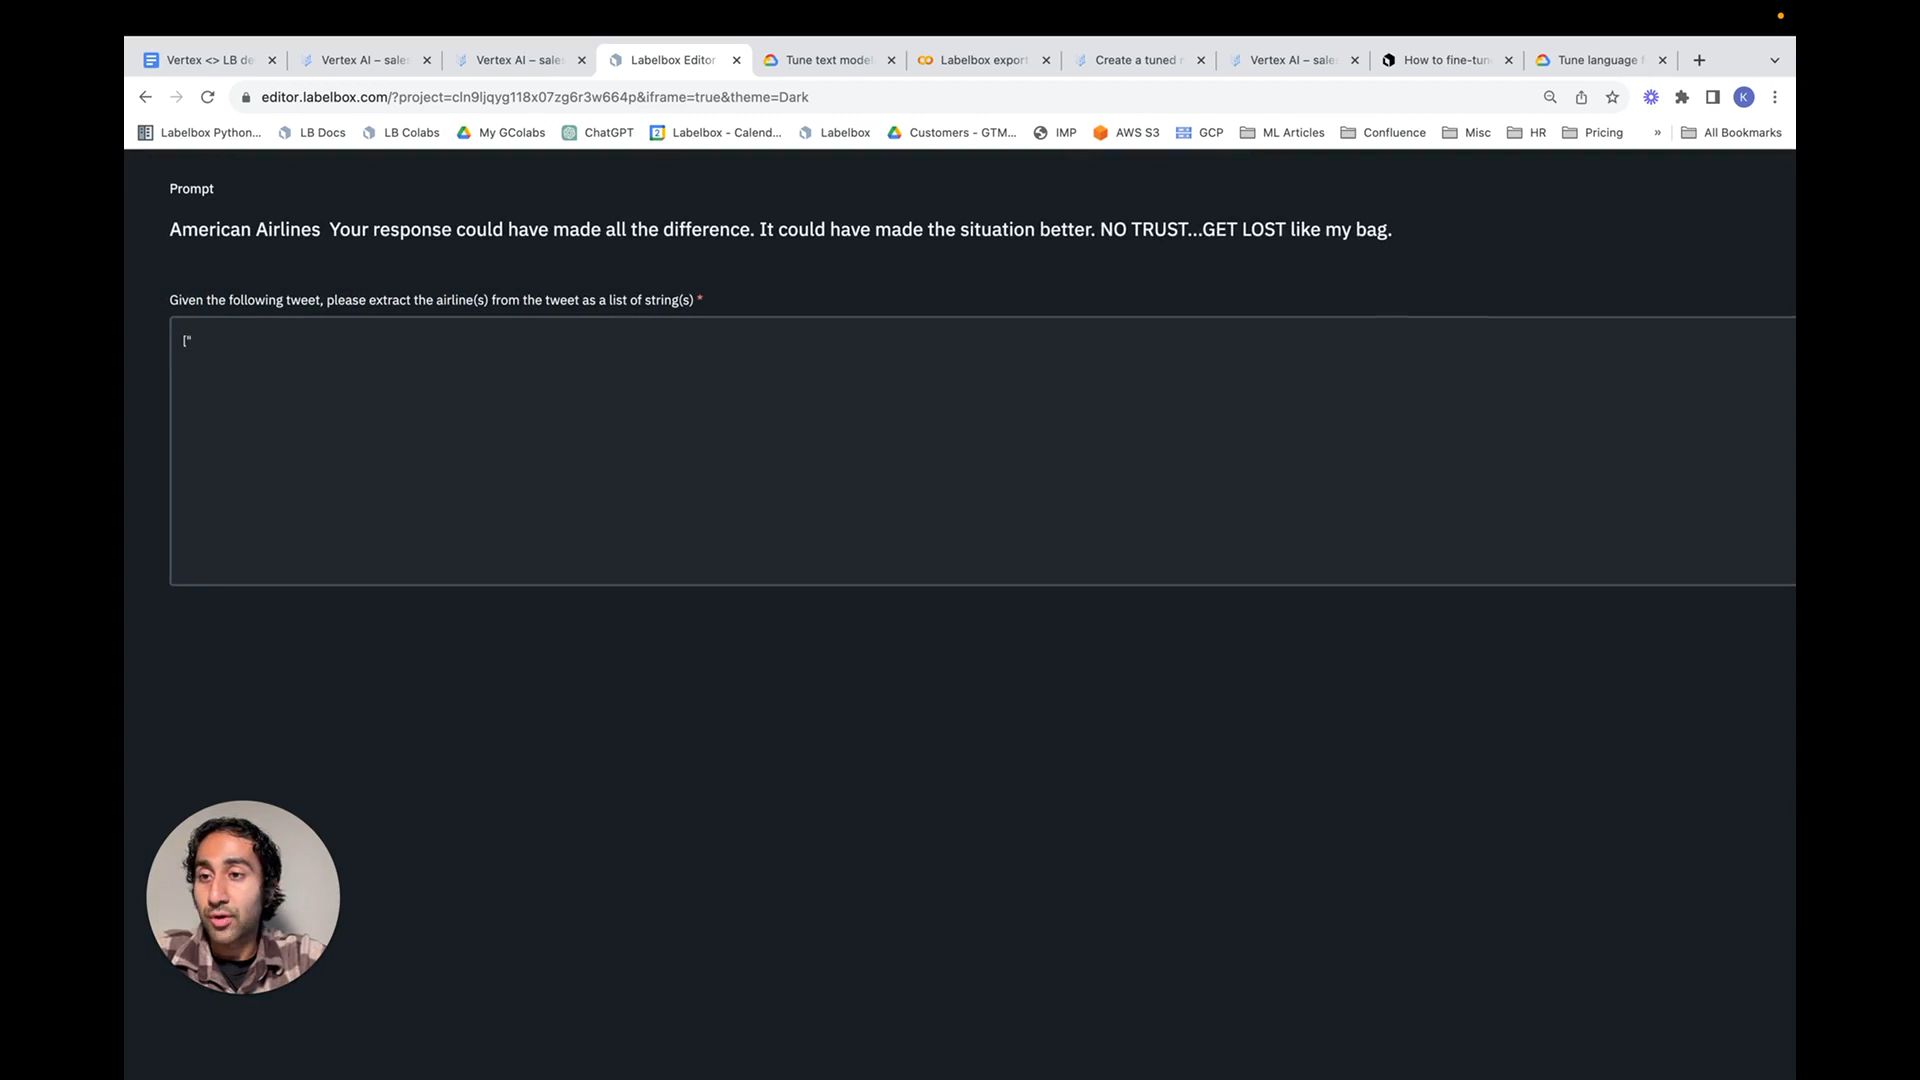 Vertex <> LB de
Vertex AI – sale
Vertex AI – sale
Labelbox Editor
Tune text model
Labelbox export
Create a tuned
Vertex AI – sale
How to fine-tun
Tune language
editor.labelbox.com/?project=cln9ljqyg118x07zg6r3w664p&iframe=true&theme=Dark
K
Labelbox Python...
LB Docs
LB Colabs
My GColabs
ChatGPT
2
Labelbox - Calend...
Labelbox
Customers - GTM...
IMP
AWS S3
GCP
ML Articles
Confluence
Misc
HR
Pricing
»
All Bookmarks
Prompt
American Airlines  Your response could have made all the difference. It could have made the situation better. NO TRUST...GET LOST like my bag.
Given the following tweet, please extract the airline(s) from the tweet as a list of string(s) *
["